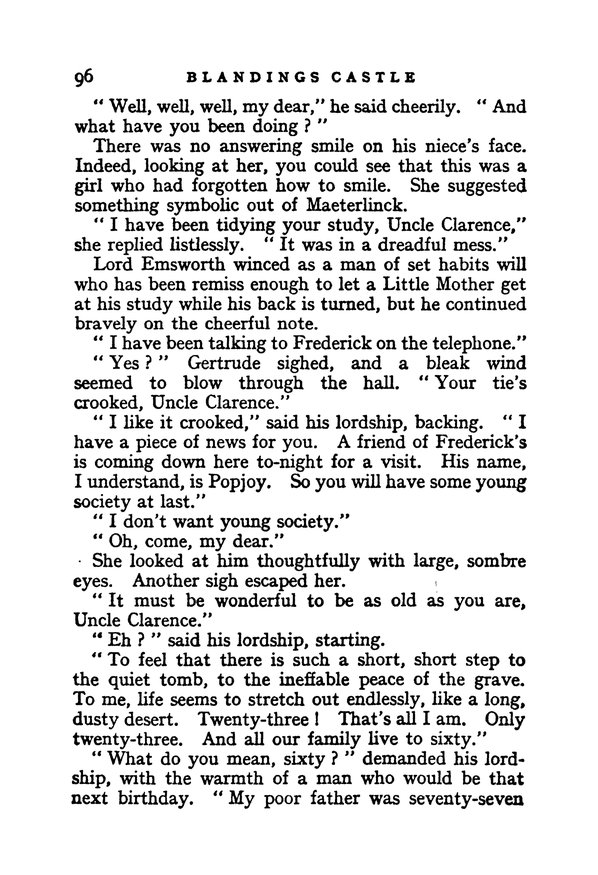 96 BLANDINGS CASTLE
“ Well, well, well, my dear,” he said cheerily. “ And
what have you been doing ? ”
There was no answering smile on his niece’s face.
Indeed, looking at her, you could see that this was a
girl who had forgotten how to smile. She suggested
something symbolic out of Maeterlinck.
“ I have been tidying your study, Uncle Clarence,”
she replied listlessly. “ It was in a dreadful mess.”
Lord Emsworth winced as a man of set habits will
who has been remiss enough to let a Little Mother get
at his study while his back is turned, but he continued
bravely on the cheerful note.
“ I have been talking to Frederick on the telephone.”
“ Yes ? ” Gertrude sighed, and a bleak wind
seemed to blow through the hall. “ Your tie’s
crooked, Uncle Clarence.”
“ I like it crooked,” said his lordship, backing. “ I
have a piece of news for you. A friend of Frederick’s
is coming down here to-night for a visit. His name,
I understand, is Popjoy. So you will have some young
society at last.”
“ I don’t want young society.”
“ Oh, come, my dear.”
She looked at him thoughtfully with large, sombre
eyes. Another sigh escaped her.
“ It must be wonderful to be as old as you are,
Uncle Clarence.”
“ Eh ? ” said his lordship, starting.
“ To feel that there is such a short, short step to
the quiet tomb, to the ineffable peace of the grave.
To me, life seems to stretch out endlessly, like a long,
dusty desert. Twenty-three ! That’s all I am. Only
twenty-three. And all our family live to sixty.”
“ What do you mean, sixty ? ” demanded his lord-
ship, with the warmth of a man who would be that
next birthday. “ My poor father was seventy-seven